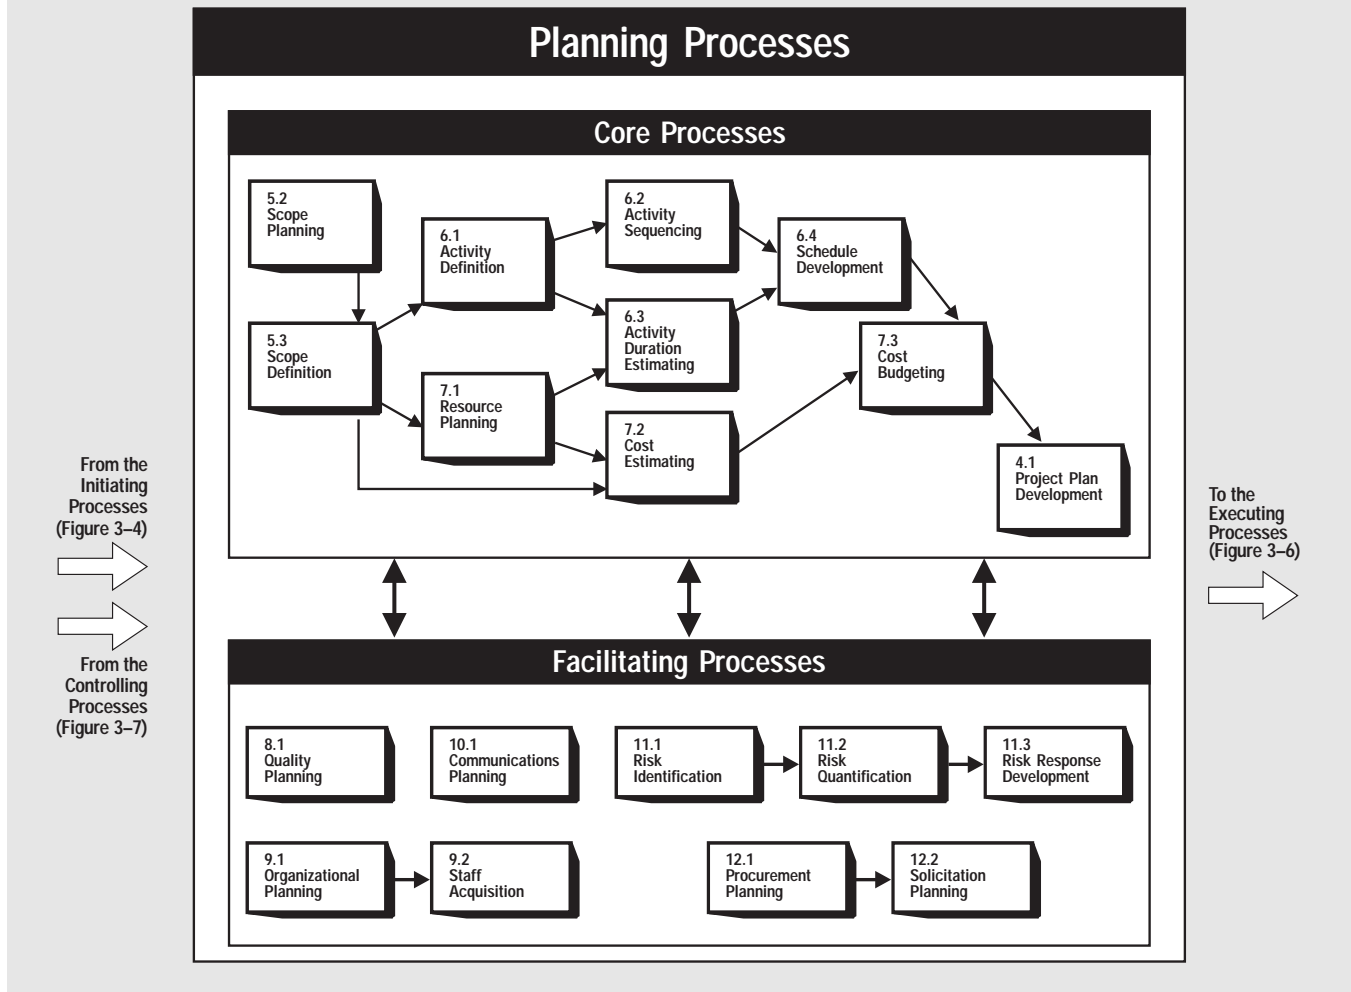 Planning Processes
Core Processes
5.2
Scope
Planning
5.3
Scope
Definition
6.1
Activity
Definition
7.1
Resource
Planning
6.2
Activity
Sequencing
6.3
Activity
Duration
Estimating
7.2
Cost
Estimating
6.4
Schedule
Development
7.3
Cost
Budgeting
4.1
Project Plan
Development
From the
Initiating
Processes
(Figure 3–4)
From the
Controlling
Processes
(Figure 3–7)
To the
Executing
Processes
(Figure 3–6)
Facilitating Processes
8.1
Quality
Planning
10.1
Communications
Planning
11.1
Risk
Identification
11.2
Risk
Quantification
11.3
Risk Response
Development
9.1
Organizational
Planning
9.2
Staff
Acquisition
12.1
Procurement
Planning
12.2
Solicitation
Planning